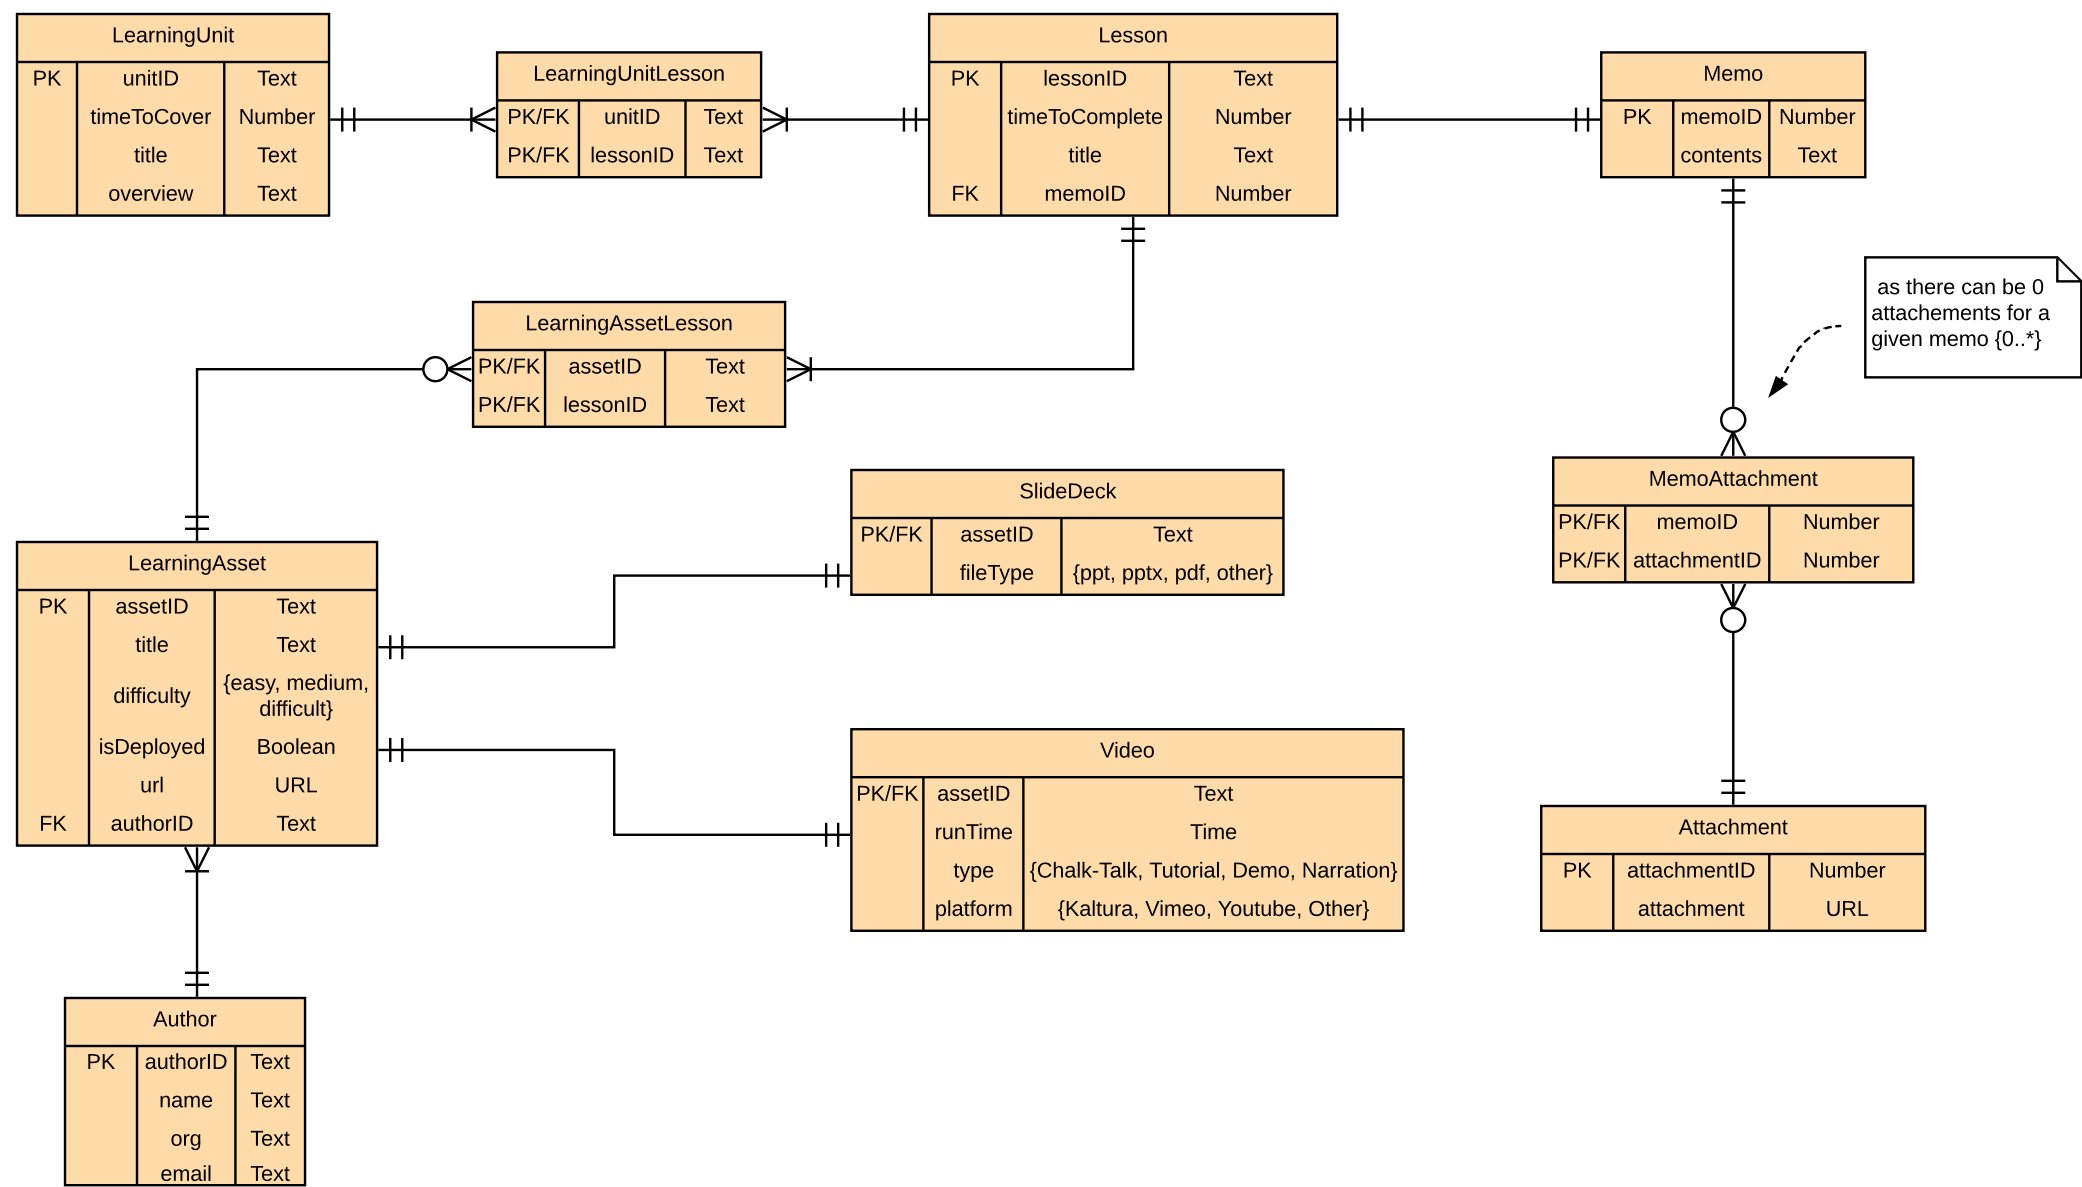 LearningUnit
PK unitID Text
timeToCover Number
title Text
overview Text
LearningUnitLesson
PK/FK unitID Text
PK/FK lessonID Text
Lesson
PK lessonID Text
timeToComplete Number
title Text
FK memoID Number
Memo
PK memoID Number
contents Text
as there can be 0
attachements for a
given memo {0..*}
LearningAssetLesson
PK/FK assetID Text
PK/FK lessonID Text
MemoAttachment
PK/FK memoID Number
PK/FK attachmentID Number
SlideDeck
PK/FK assetID Text
fileType {ppt, pptx, pdf, other}
LearningAsset
PK assetID Text
title Text
difficulty {easy, medium,
difficult}
isDeployed Boolean
url URL
FK authorID Text
Video
PK/FK assetID Text
runTime Time
type {Chalk-Talk, Tutorial, Demo, Narration}
platform {Kaltura, Vimeo, Youtube, Other}
Attachment
PK attachmentID Number
attachment URL
Author
PK authorID Text
name Text
org Text
email Text